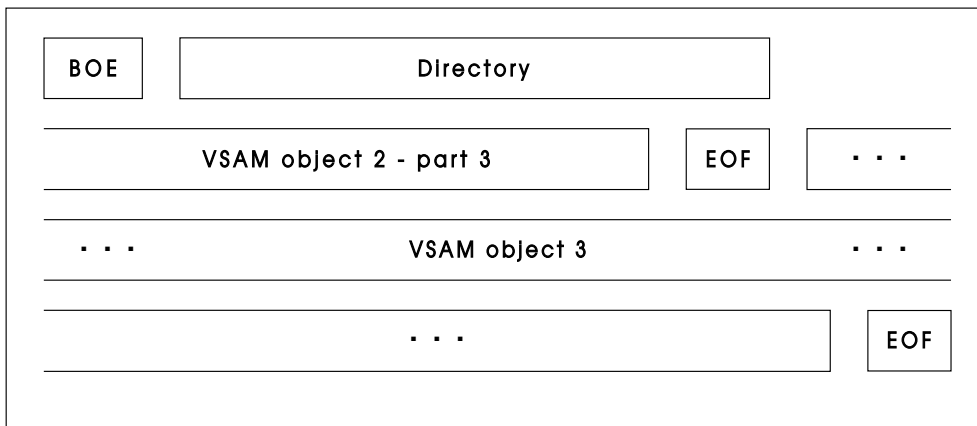 BOE Directory
VSAM object 2 - part 3 EOF . . .
. . . VSAM object 3 . . .
. . . EOF